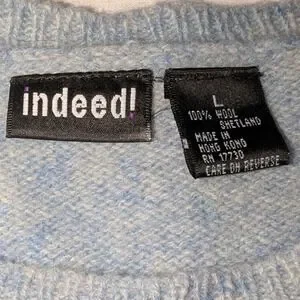 indeed!
L
100% WOOL
SHETLAND
MADE IN
HONG KONG
RN 17730
CARE ON REVERSE